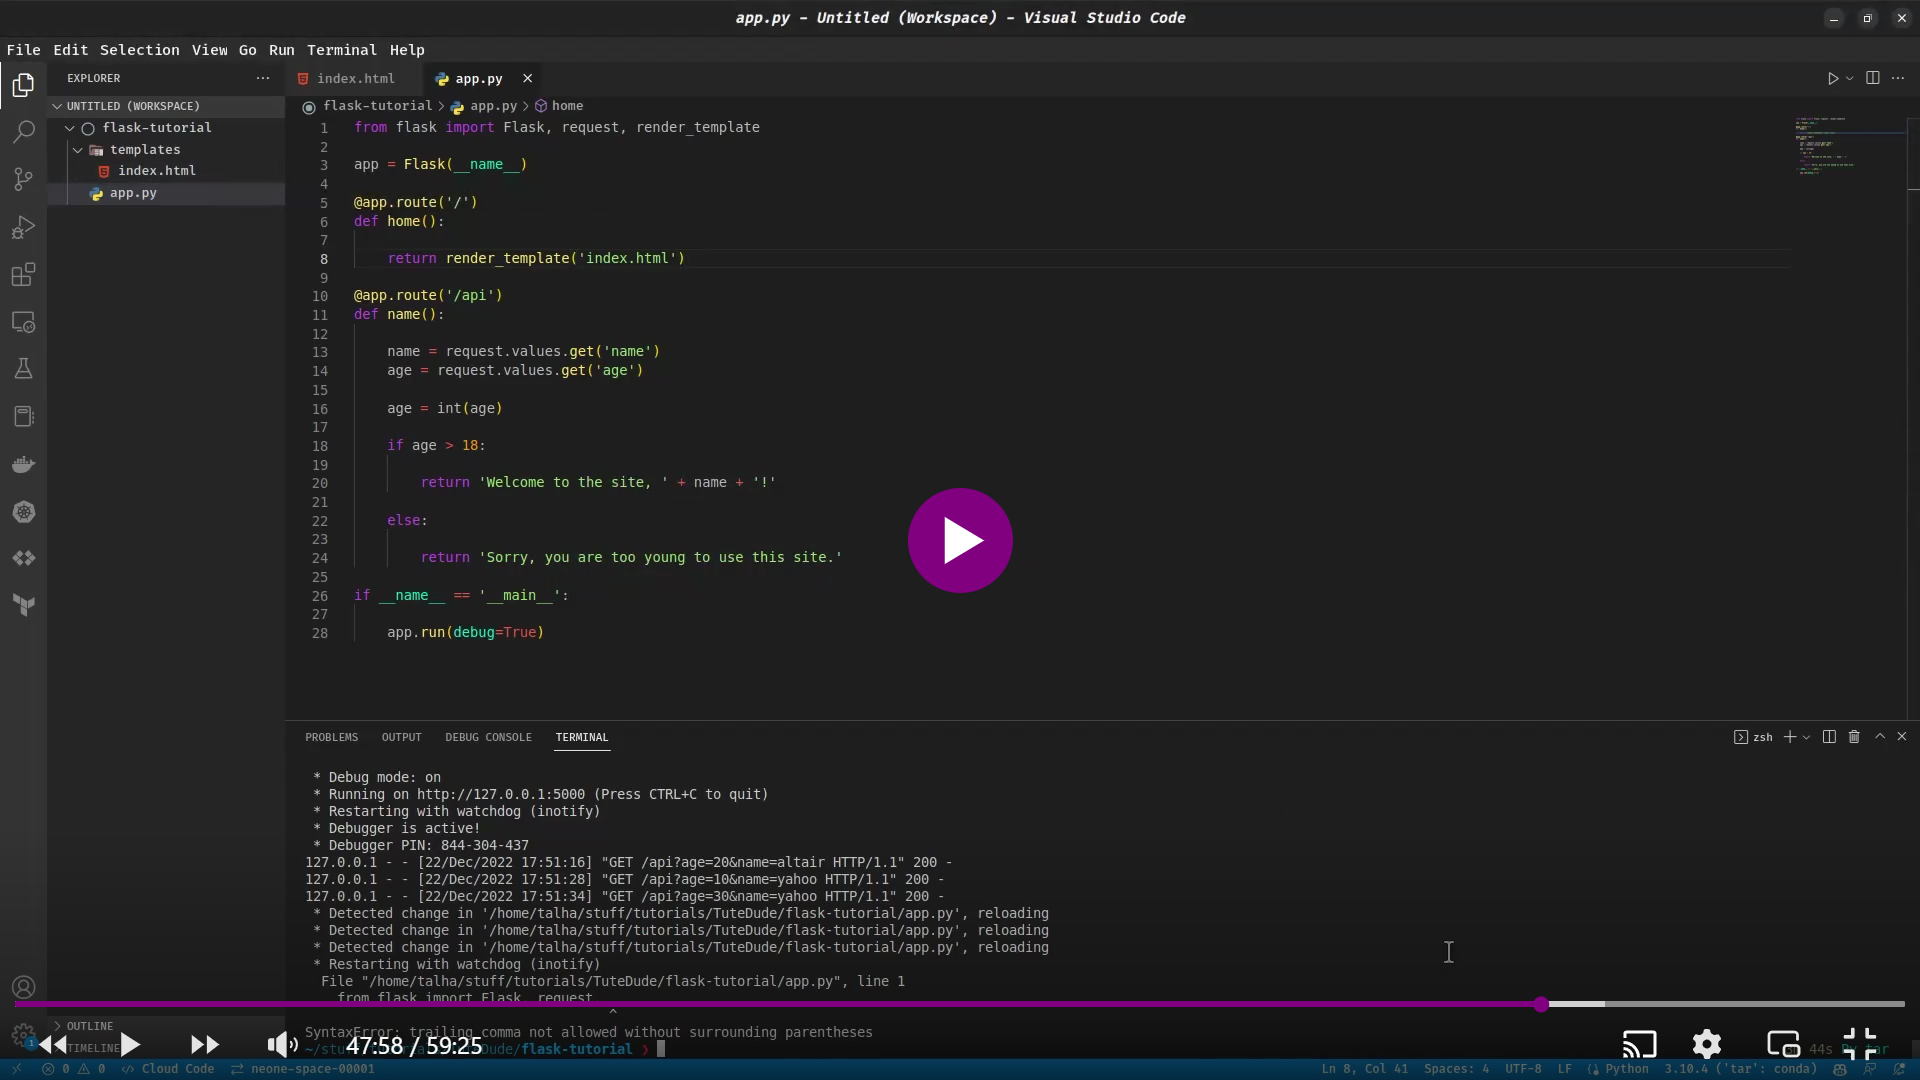 app.py - Untitled (Workspace) - Visual Studio Code
File Edit Selection View Go Run Terminal Help
EXPLORER
UNTITLED (WORKSPACE)
flask-tutorial
templates
index.html
app.py
index.html app.py
flask-tutorial > app.py > home
1 from flask import Flask, request, render_template
2
3 app = Flask(__name__)
4
5 @app.route('/')
6 def home():
7
8 return render_template('index.html')
9
10 @app.route('/api')
11 def name():
12
13 name = request.values.get('name')
14 age = request.values.get('age')
15
16 age = int(age)
17
18 if age > 18:
19
20 return 'Welcome to the site, ' + name + '!'
21
22 else:
23
24 return 'Sorry, you are too young to use this site.'
25
26 if __name__ == '__main__':
27
28 app.run(debug=True)
PROBLEMS OUTPUT DEBUG CONSOLE TERMINAL
zsh
* Debug mode: on
* Running on http://127.0.0.1:5000 (Press CTRL+C to quit)
* Restarting with watchdog (inotify)
* Debugger is active!
* Debugger PIN: 844-304-437
127.0.0.1 - - [22/Dec/2022 17:51:16] "GET /api?age=20&name=altair HTTP/1.1" 200 -
127.0.0.1 - - [22/Dec/2022 17:51:28] "GET /api?age=10&name=yahoo HTTP/1.1" 200 -
127.0.0.1 - - [22/Dec/2022 17:51:34] "GET /api?age=30&name=yahoo HTTP/1.1" 200 -
* Detected change in '/home/talha/stuff/tutorials/TuteDude/flask-tutorial/app.py', reloading
* Detected change in '/home/talha/stuff/tutorials/TuteDude/flask-tutorial/app.py', reloading
* Detected change in '/home/talha/stuff/tutorials/TuteDude/flask-tutorial/app.py', reloading
* Restarting with watchdog (inotify)
File "/home/talha/stuff/tutorials/TuteDude/flask-tutorial/app.py", line 1
from flask import Flask, request,
^
SyntaxError: trailing comma not allowed without surrounding parentheses
flask-tutorial
44s
OUTLINE
TIMELINE
1
47:58 / 59:25
0 0 Cloud Code neone-space-00001
Ln 8, Col 41 Spaces: 4 UTF-8 LF Python 3.10.4 ('tar': conda)